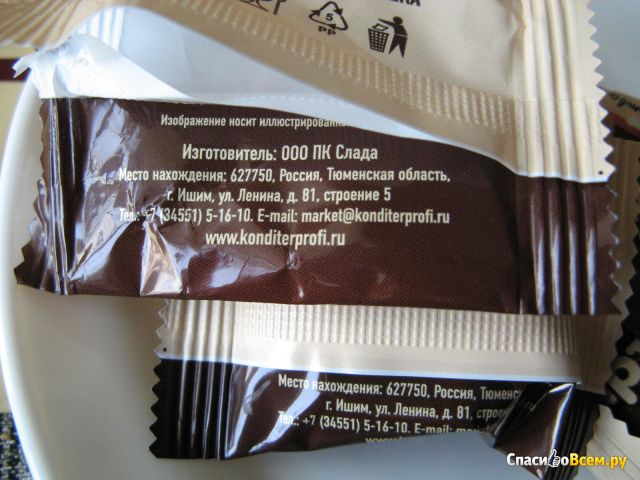 5
PP
Изображение носит иллюстрированный
Изготовитель: ООО ПК Слада
Место нахождения: 627750, Россия, Тюменская область,
г. Ишим, ул. Ленина, д. 81, строение 5
Тел.: +7 (34551) 5-16-10. E-mail: market@konditerprofi.ru
www.konditerprofi.ru
Место нахождения: 627750, Россия, Тюменс
г. Ишим, ул. Ленина, д. 81, строе
Тел.: +7 (34551) 5-16-10. E-mail:
СпасибоВсем.ру